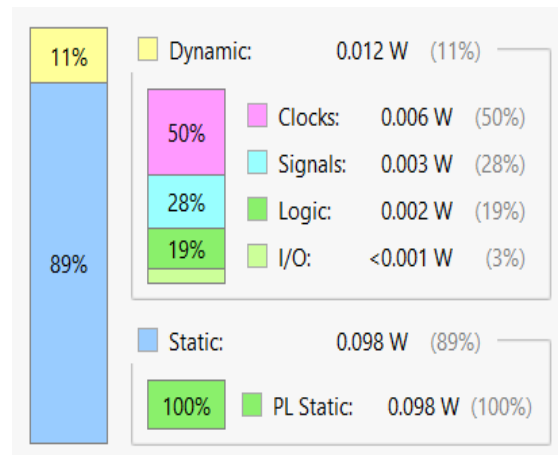 11% Dynamic: 0.012 W (11%)
50% Clocks: 0.006 W (50%)
28% Signals: 0.003 W (28%)
19% Logic: 0.002 W (19%)
89% I/O: <0.001 W (3%)
Static: 0.098 W (89%)
100% PL Static: 0.098 W (100%)